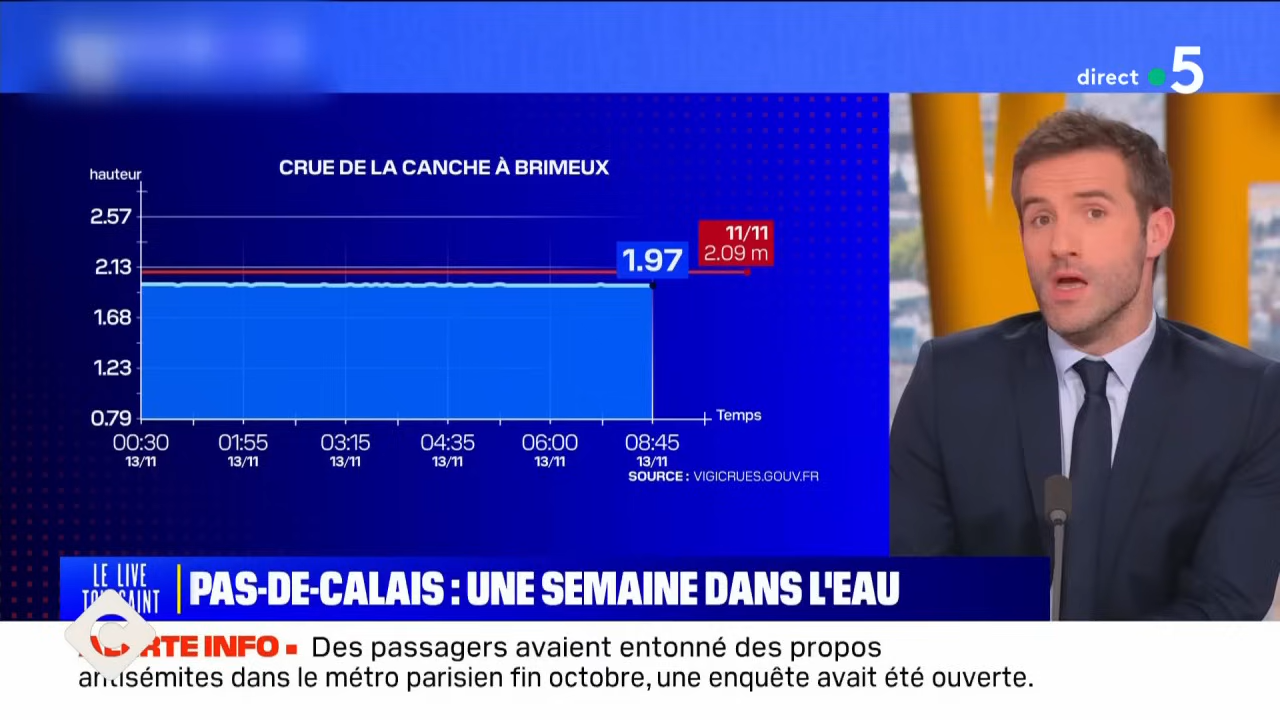 direct 5
CRUE DE LA CANCHE À BRIMEUX
hauteur
2.57
2.13
1.68
1.23
0.79
11/11
2.09 m
1.97
Temps
00:30 01:55 03:15 04:35 06:00 08:45
13/11 13/11 13/11 13/11 13/11 13/11
SOURCE : VIGICRUES.GOUV.FR
LE LIVE
PAS-DE-CALAIS : UNE SEMAINE DANS L'EAU
INFO Des passagers avaient entonné des propos
antisémites dans le métro parisien fin octobre, une enquête avait été ouverte.
C